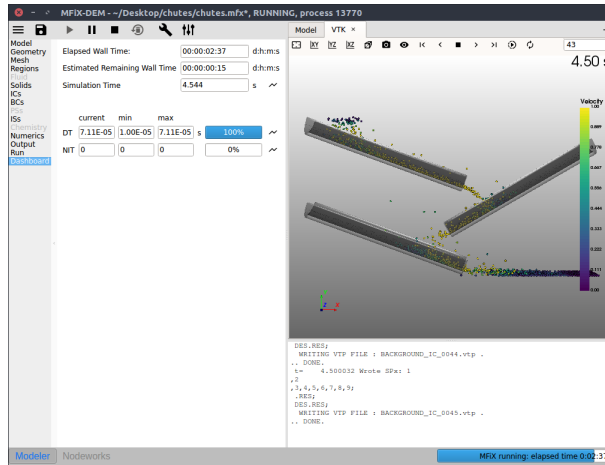 MFiX-DEM - ~/Desktop/chutes/chutes.mfx*, RUNNING, process 13770
Model
Geometry
Mesh
Regions
Fluid
Solids
ICs
BCs
PSs
ISs
Chemistry
Numerics
Output
Run
Dashboard
Elapsed Wall Time: 00:00:02:37 d:h:m:s
Estimated Remaining Wall Time 00:00:00:15 d:h:m:s
Simulation Time 4.544 s
current min max
DT 7.11E-05 1.00E-05 7.11E-05 s 100%
NIT 0 0 0 0%
Model VTK ×
XY YZ XZ 43
4.50 s
Velocity
1.00
0.889
0.778
0.667
0.556
0.444
0.333
0.222
0.111
0.00
Y
Z X
DES.RES;
WRITING VTP FILE : BACKGROUND_IC_0044.vtp .
.. DONE.
t= 4.500032 Wrote SPx: 1
,2
,3,4,5,6,7,8,9;
.RES;
DES.RES;
WRITING VTP FILE : BACKGROUND_IC_0045.vtp .
.. DONE.
Modeler Nodeworks
MFiX running: elapsed time 0:02:37